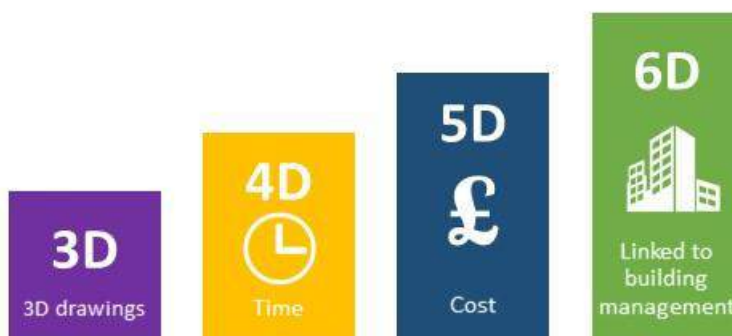 3D
3D drawings
4D
Time
5D
£
Cost
6D
Linked to
building
management